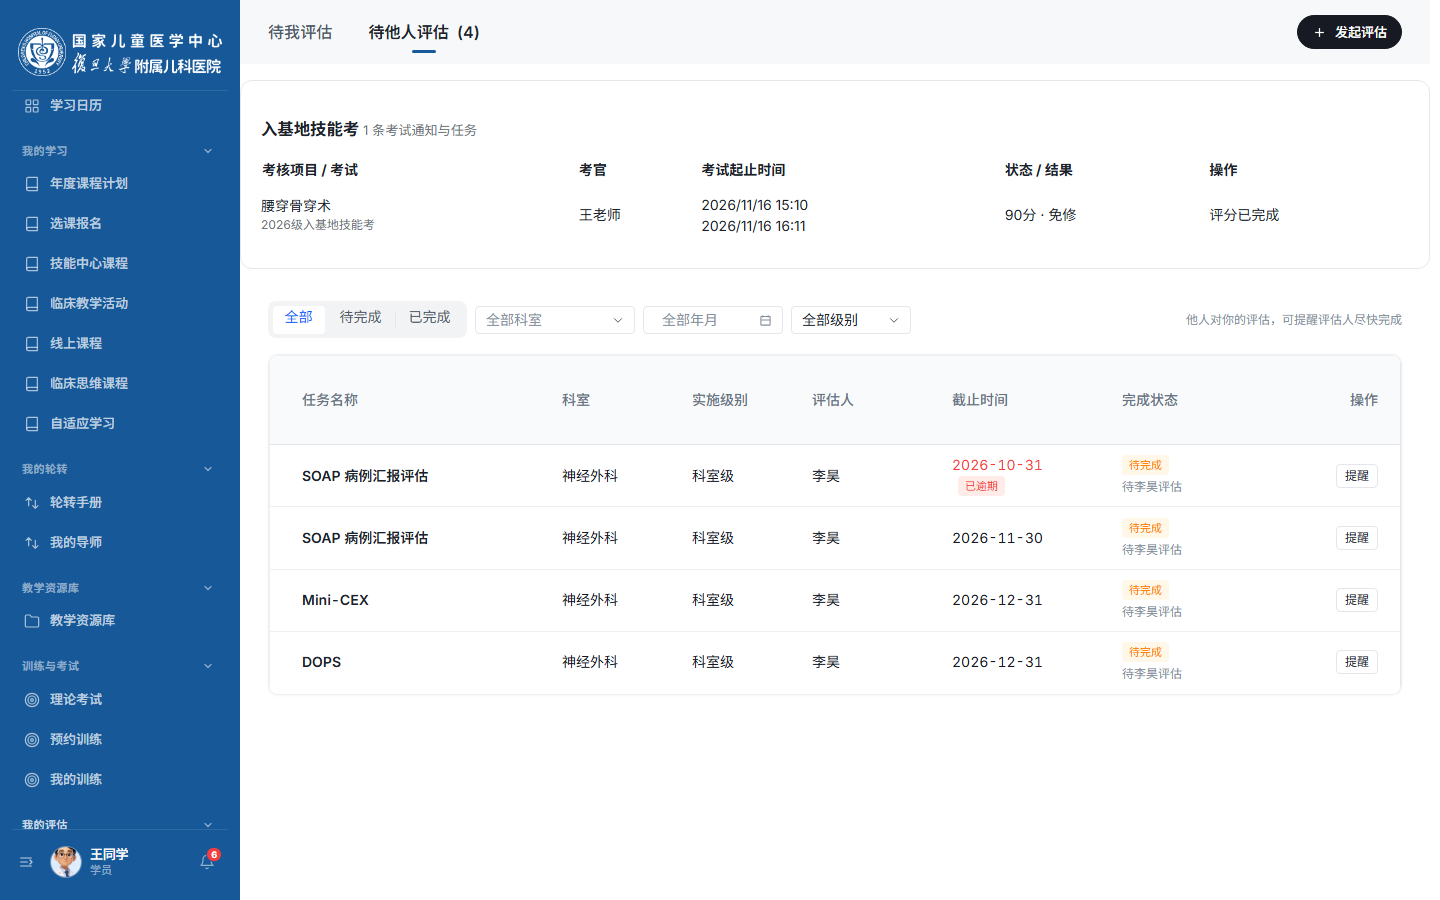 国家儿童医学中心
復旦大学附属儿科医院
1952
学习日历
我的学习
年度课程计划
选课报名
技能中心课程
临床教学活动
线上课程
临床思维课程
自适应学习
我的轮转
轮转手册
我的导师
教学资源库
教学资源库
训练与考试
理论考试
预约训练
我的训练
我的评估
王同学
学员
6
待我评估
待他人评估 (4)
+ 发起评估
入基地技能考 1 条考试通知与任务
考核项目 / 考试 考官 考试起止时间 状态 / 结果 操作
腰穿骨穿术
2026级入基地技能考
王老师
2026/11/16 15:10
2026/11/16 16:11
90分 · 免修
评分已完成
全部 待完成 已完成 全部科室 全部年月 全部级别
他人对你的评估，可提醒评估人尽快完成
任务名称 科室 实施级别 评估人 截止时间 完成状态 操作
SOAP 病例汇报评估 神经外科 科室级 李昊 2026-10-31 已逾期 待完成 待李昊评估 提醒
SOAP 病例汇报评估 神经外科 科室级 李昊 2026-11-30 待完成 待李昊评估 提醒
Mini-CEX 神经外科 科室级 李昊 2026-12-31 待完成 待李昊评估 提醒
DOPS 神经外科 科室级 李昊 2026-12-31 待完成 待李昊评估 提醒